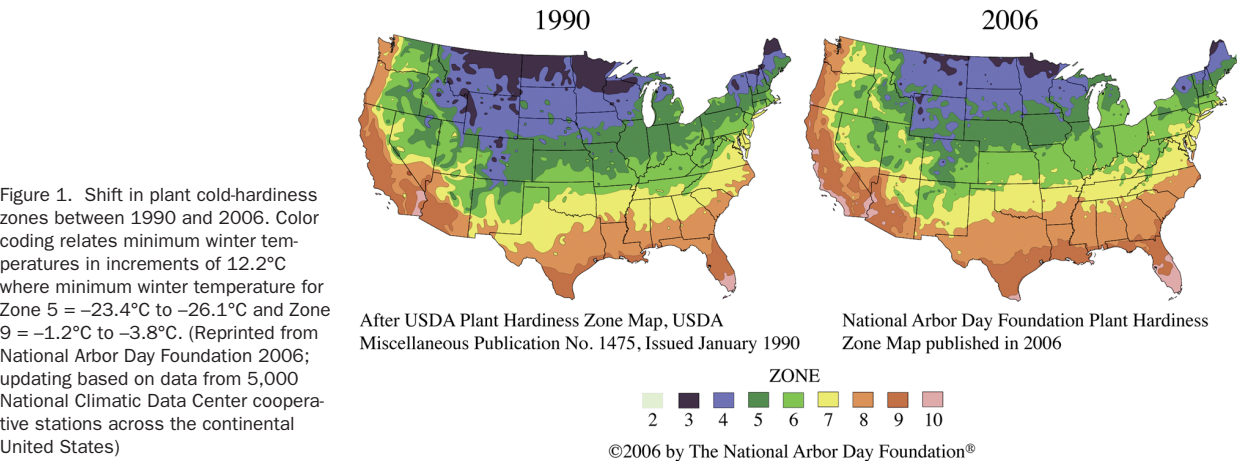 1990
2006
Figure 1. Shift in plant cold-hardiness
zones between 1990 and 2006. Color
coding relates minimum winter tem-
peratures in increments of 12.2°C
where minimum winter temperature for
Zone 5 = –23.4°C to –26.1°C and Zone
9 = –1.2°C to –3.8°C. (Reprinted from
National Arbor Day Foundation 2006;
updating based on data from 5,000
National Climatic Data Center coopera-
tive stations across the continental
United States)
After USDA Plant Hardiness Zone Map, USDA
Miscellaneous Publication No. 1475, Issued January 1990
National Arbor Day Foundation Plant Hardiness
Zone Map published in 2006
ZONE
2 3 4 5 6 7 8 9 10
©2006 by The National Arbor Day Foundation®